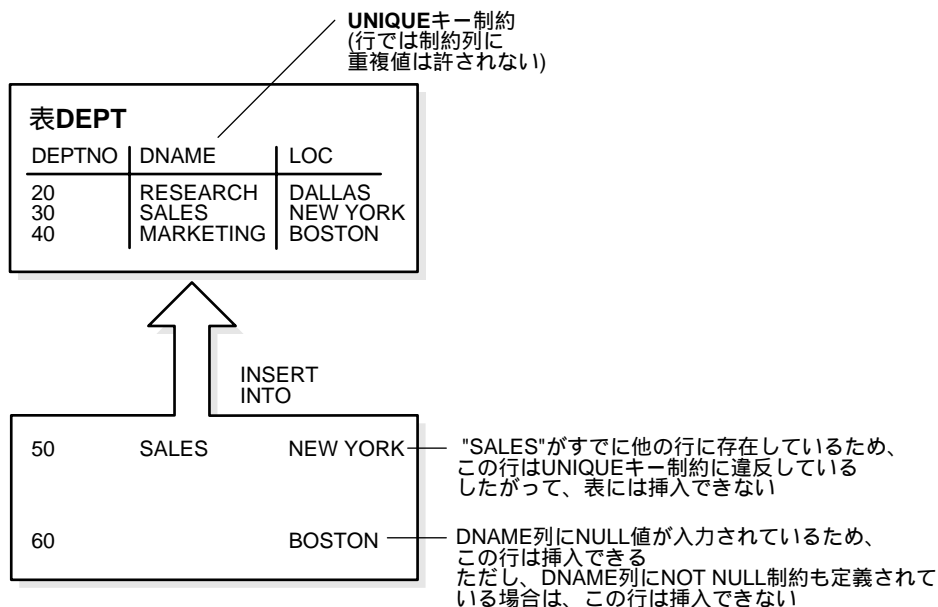 UNIQUEキー制約
(行では制約列に
重複値は許されない)
表DEPT
DEPTNO DNAME LOC
20 RESEARCH DALLAS
30 SALES NEW YORK
40 MARKETING BOSTON
INSERT
INTO
50 SALES NEW YORK
"SALES"がすでに他の行に存在しているため、
この行はUNIQUEキー制約に違反している
したがって、表には挿入できない
60 BOSTON
DNAME列にNULL値が入力されているため、
この行は挿入できる
ただし、DNAME列にNOT NULL制約も定義されて
いる場合は、この行は挿入できない